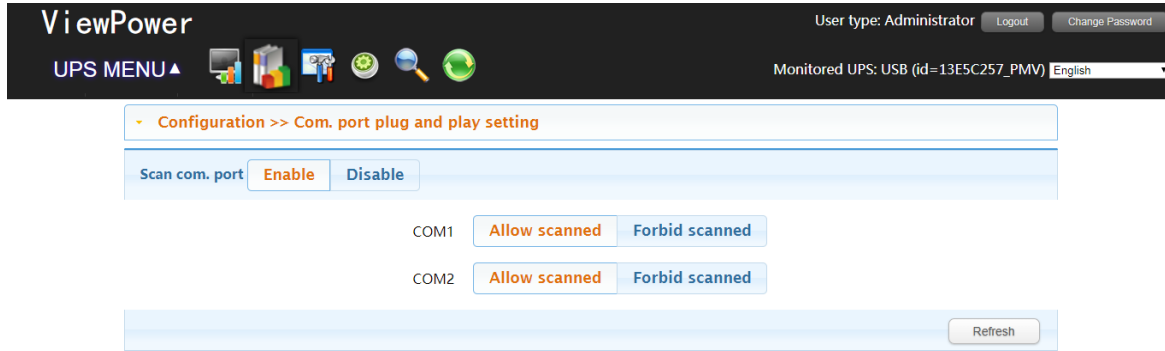 ViewPower
User type: Administrator Logout Change Password
UPS MENU▲
Monitored UPS: USB (id=13E5C257_PMV) English
Configuration >> Com. port plug and play setting
Scan com. port Enable Disable
COM1 Allow scanned Forbid scanned
COM2 Allow scanned Forbid scanned
Refresh